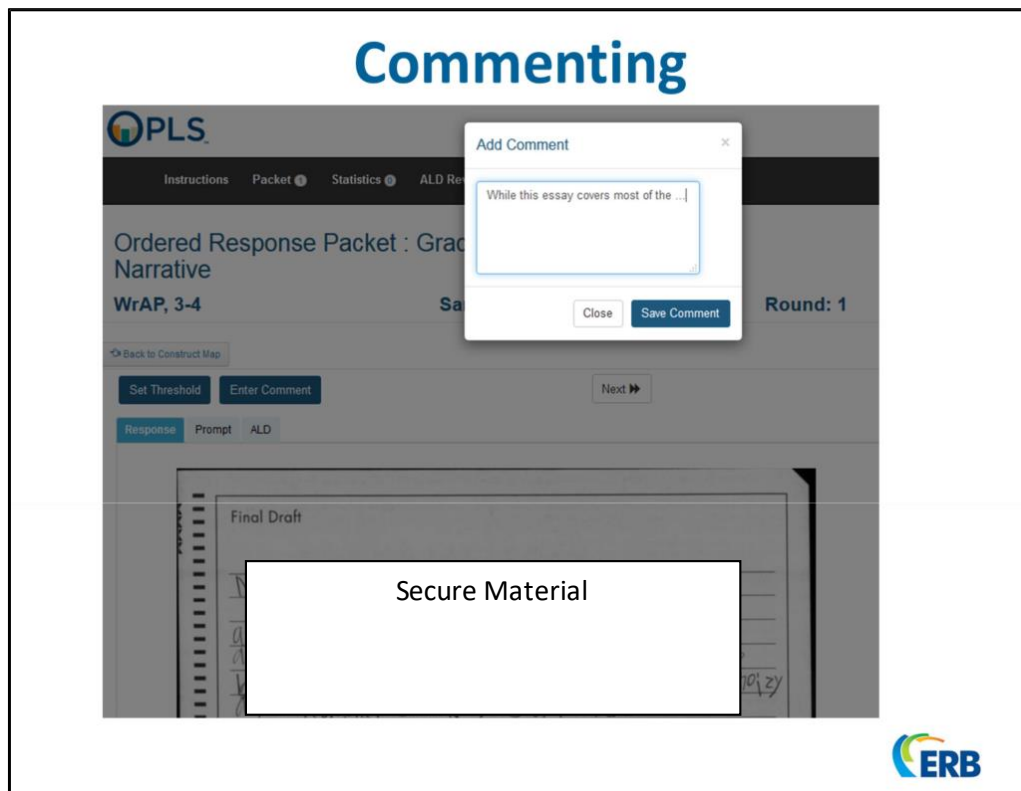 Commenting
PLS
Add Comment ×
While this essay covers most of the ...
Close Save Comment
Instructions Packet 1 Statistics 0 ALD Re
Ordered Response Packet : Grad
Narrative
WrAP, 3-4 Sa Round: 1
Back to Construct Map
Set Threshold Enter Comment Next
Response Prompt ALD
Final Draft
Secure Material
ERB